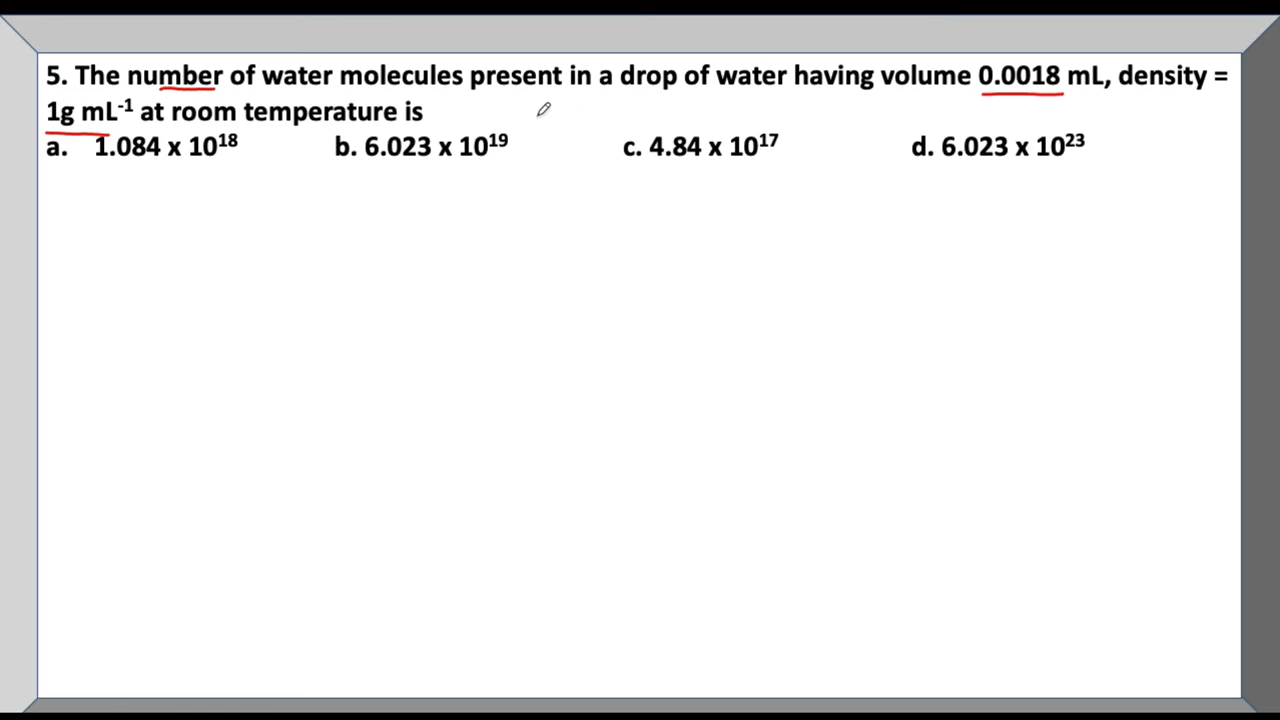 5. The number of water molecules present in a drop of water having volume 0.0018 mL, density =
1g mL⁻¹ at room temperature is
a. 1.084 x 10¹⁸ b. 6.023 x 10¹⁹ c. 4.84 x 10¹⁷ d. 6.023 x 10²³